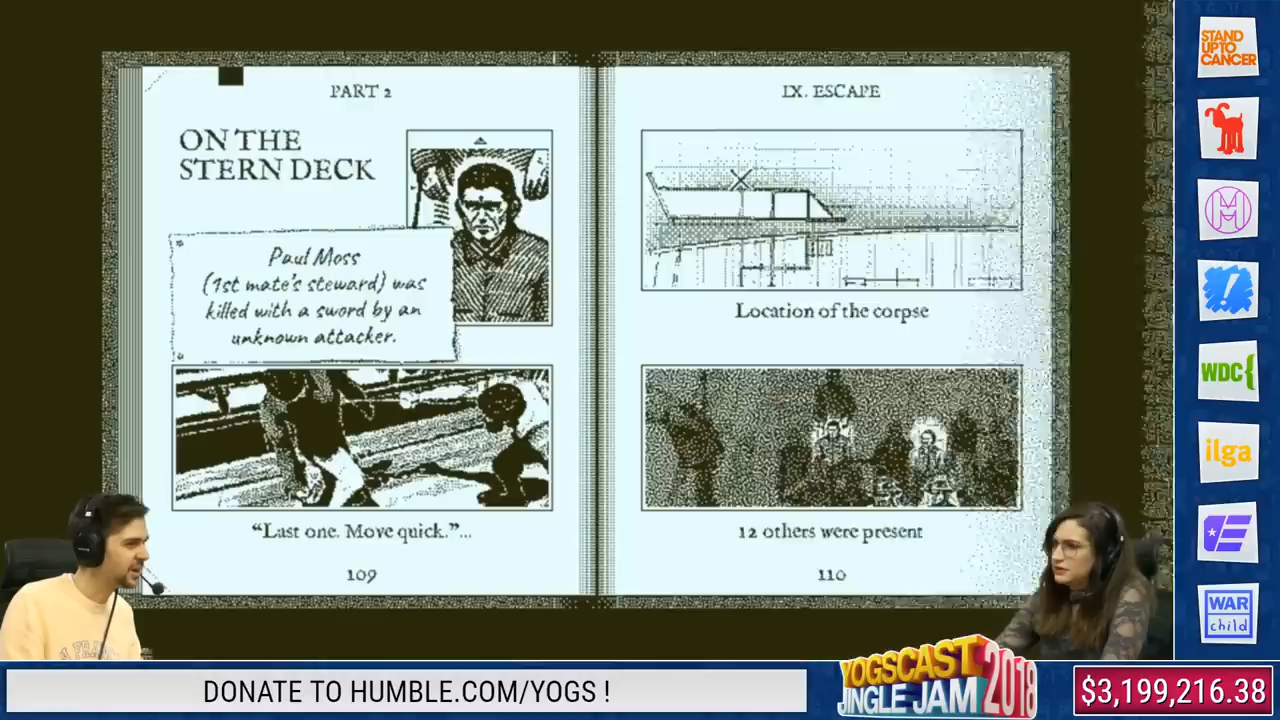 PART 2
ON THE
STERN DECK
Paul Moss
(1st mate's steward) was
killed with a sword by an
unknown attacker.
"Last one. Move quick."...
109
IX. ESCAPE
Location of the corpse
12 others were present
110
STAND
UP TO
CANCER
WDC
ilga
WAR
child
DONATE TO HUMBLE.COM/YOGS !
YOGSCAST
JINGLE JAM 2018
$3,199,216.38